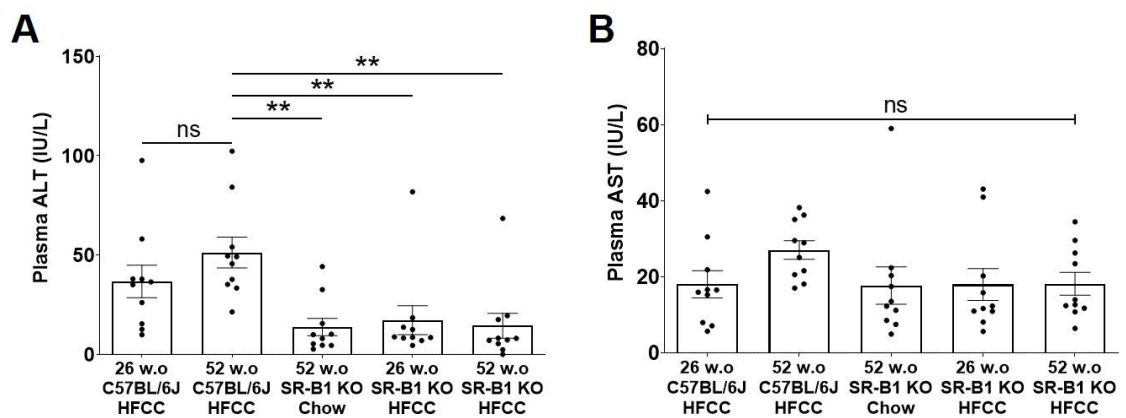 A
Plasma ALT (IU/L)
150
100
50
0
**
**
**
ns
26 w.o
C57BL/6J
HFCC
52 w.o
C57BL/6J
HFCC
52 w.o
SR-B1 KO
Chow
26 w.o
SR-B1 KO
HFCC
52 w.o
SR-B1 KO
HFCC
B
Plasma AST (IU/L)
80
60
40
20
0
ns
26 w.o
C57BL/6J
HFCC
52 w.o
C57BL/6J
HFCC
52 w.o
SR-B1 KO
Chow
26 w.o
SR-B1 KO
HFCC
52 w.o
SR-B1 KO
HFCC